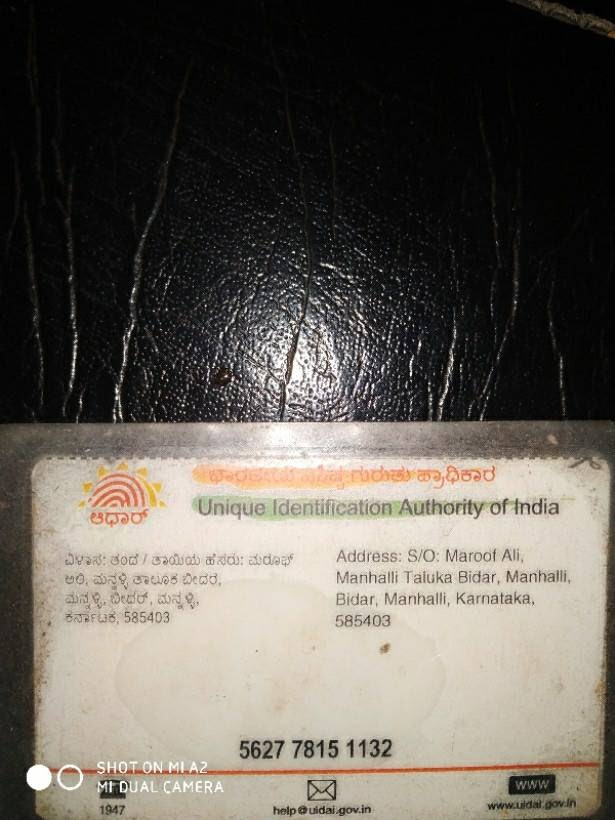 ಭಾರತೀಯ ವಿಶಿಷ್ಟ ಗುರುತು ಪ್ರಾಧಿಕಾರ
Unique Identification Authority of India
ಆಧಾರ್
ವಿಳಾಸ: ತಂದೆ / ತಾಯಿಯ ಹೆಸರು: ಮರೂಫ್
ಅಲಿ, ಮನ್ನಳ್ಳಿ ತಾಲೂಕ ಬೀದರ,
ಮನ್ನಳ್ಳಿ, ಬೀದರ್, ಮನ್ನಳ್ಳಿ,
ಕರ್ನಾಟಕ, 585403
Address: S/O: Maroof Ali,
Manhalli Taluka Bidar, Manhalli,
Bidar, Manhalli, Karnataka,
585403
5627 7815 1132
SHOT ON MI A2
MI DUAL CAMERA
1947
help@uidai.gov.in
WWW
www.uidai.gov.in